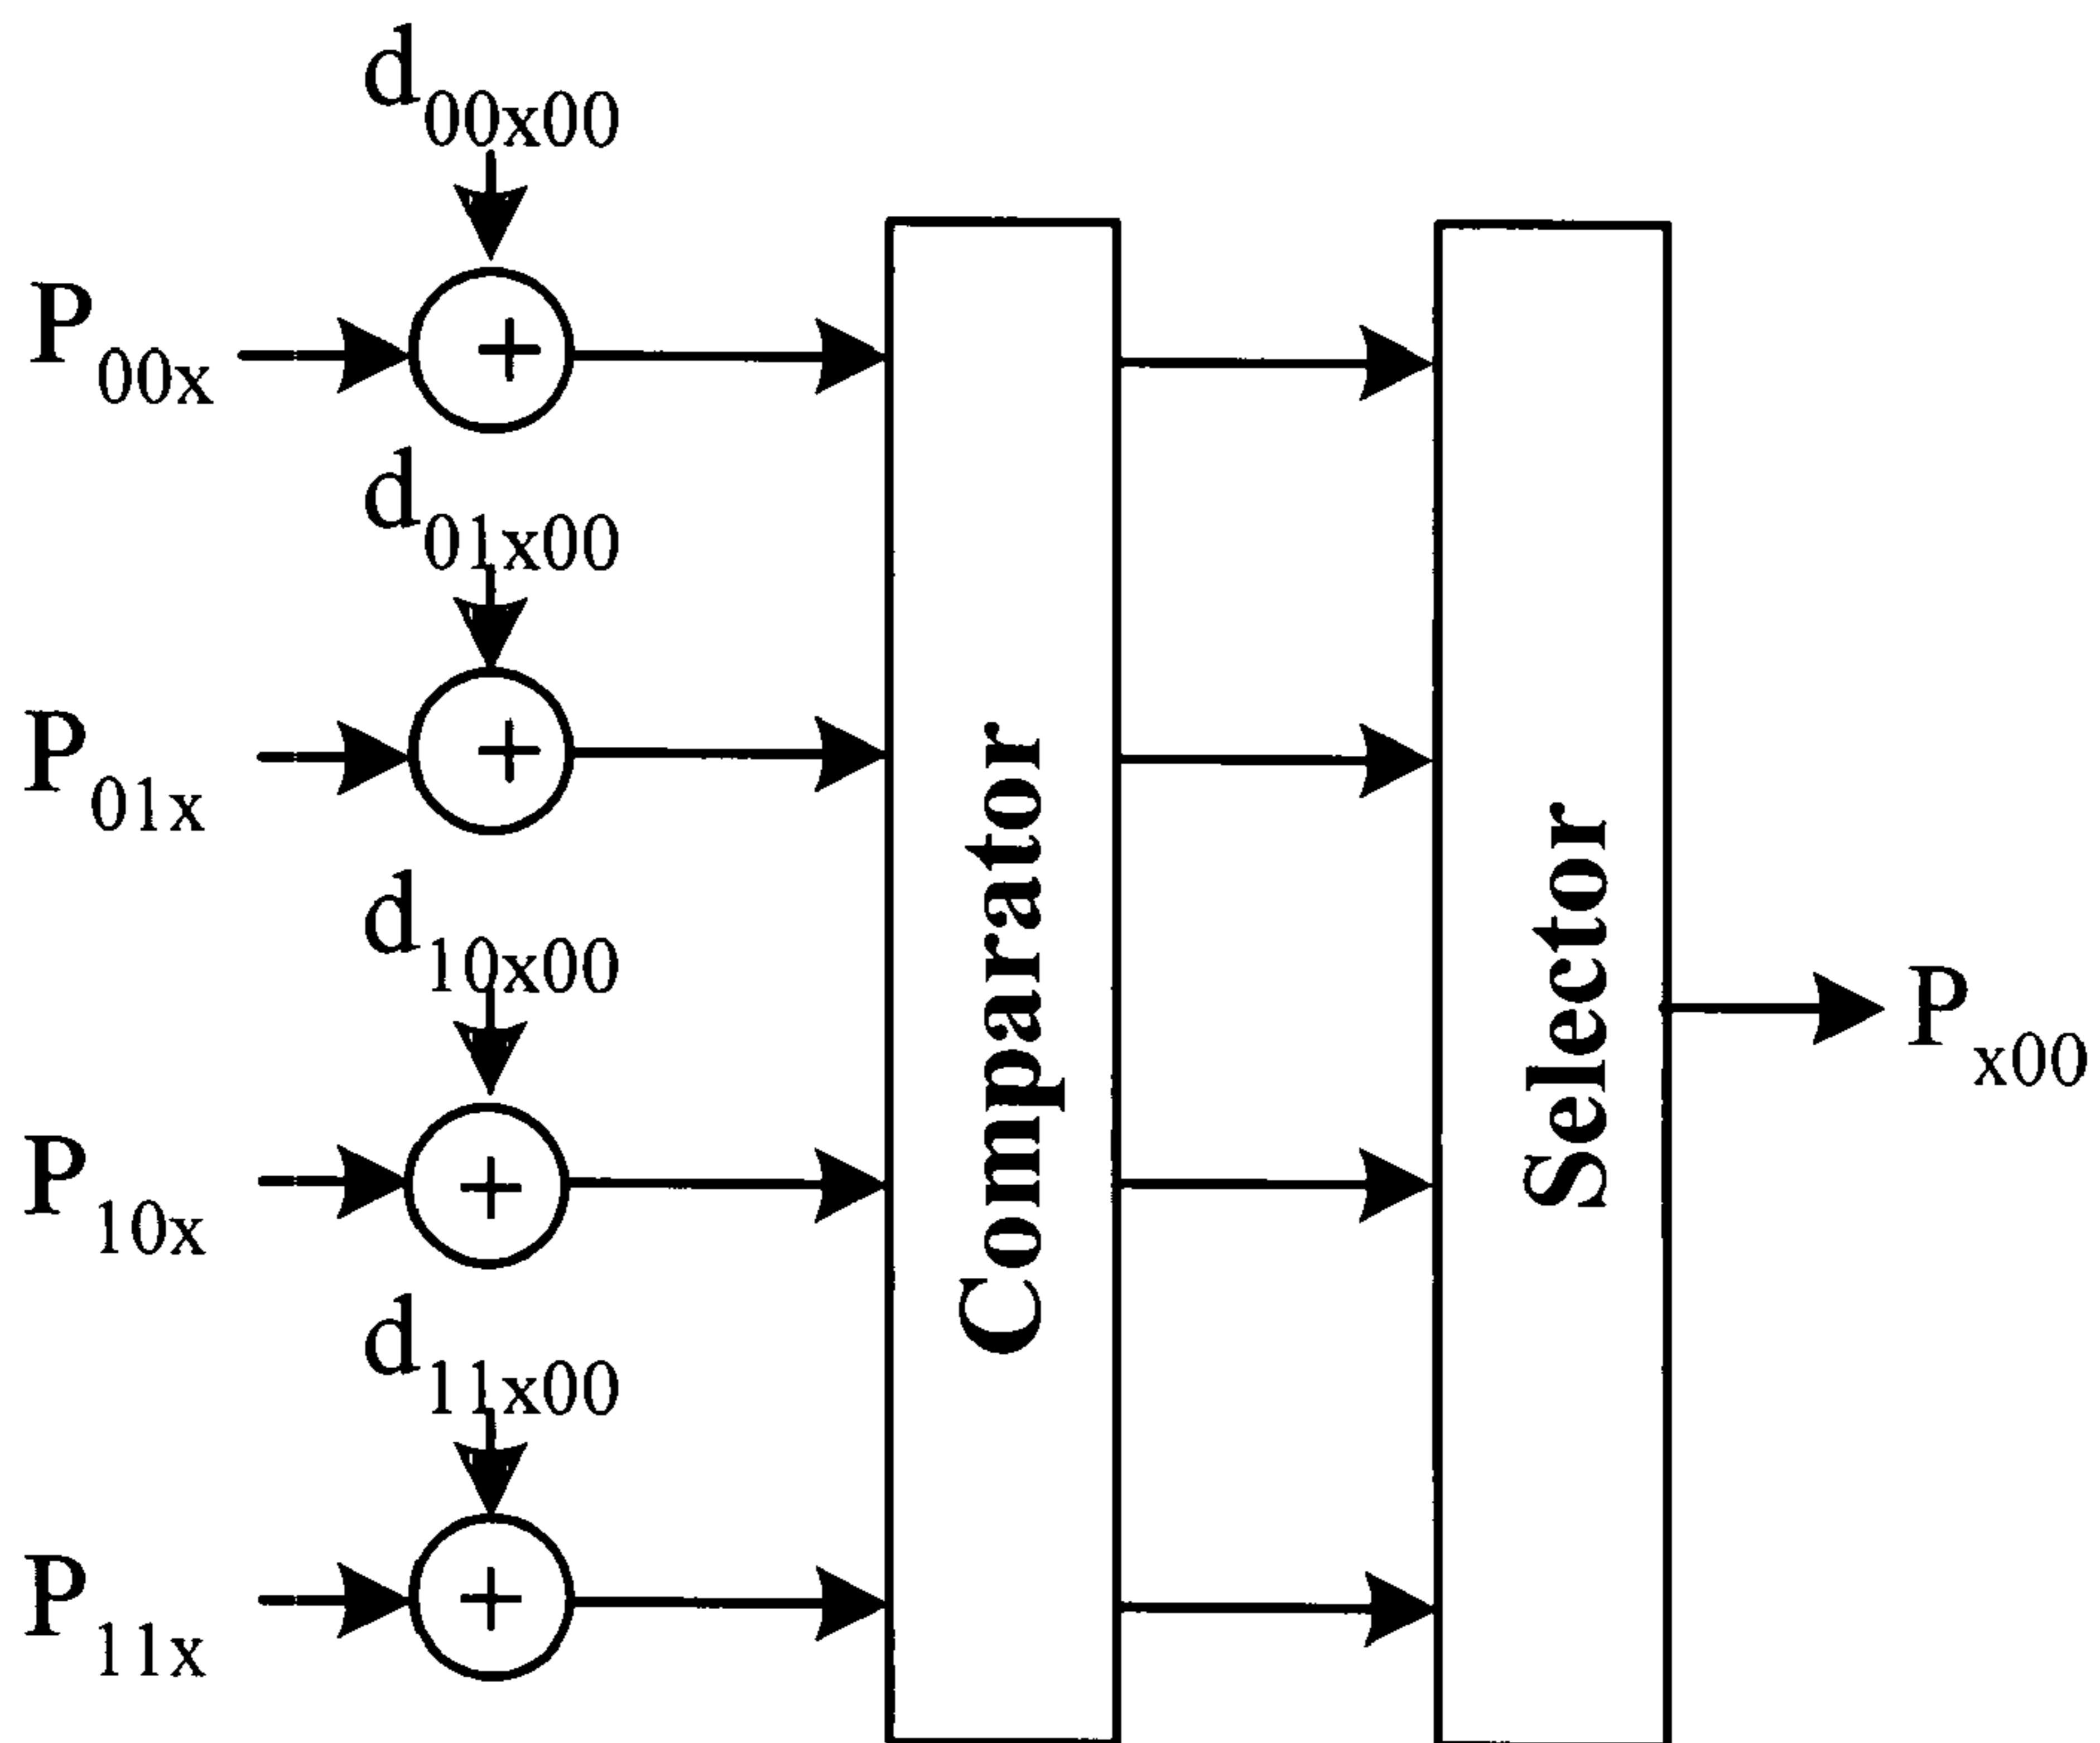 d00x00
P00x
d01x00
P01x
d10x00
P10x
d11x00
P11x
Comparator
Selector
Px00